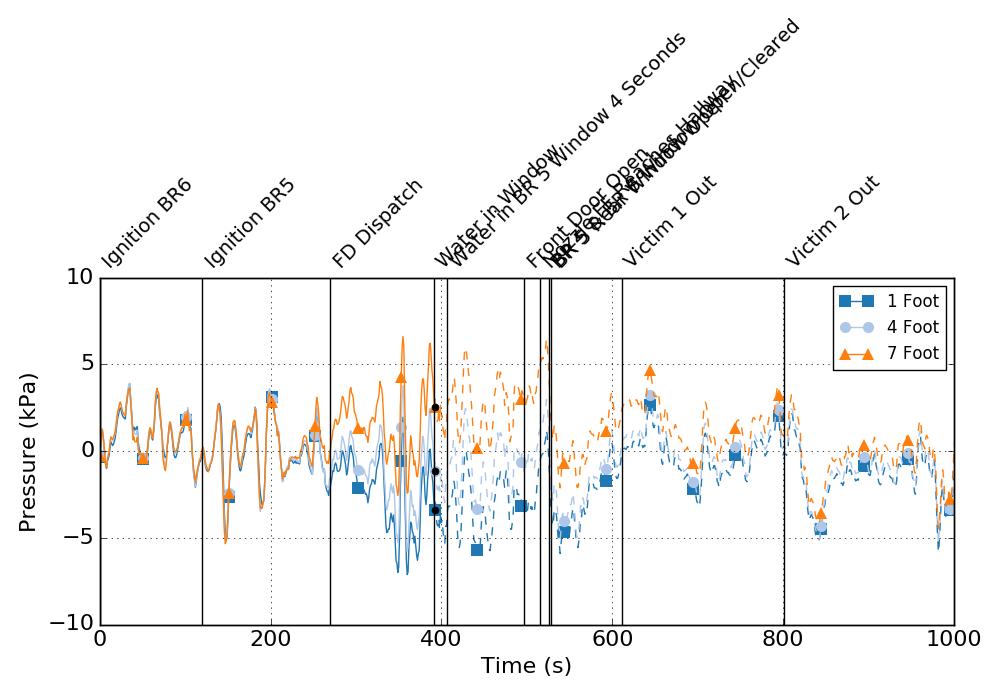 Ignition BR6
Ignition BR5
FD Dispatch
Water in Window
Water in BR 5 Window 4 Seconds
Front Door Open
Victim 1 Out
Victim 2 Out
10
5
0
−5
−10
Pressure (kPa)
0
200
400
600
800
1000
Time (s)
1 Foot
4 Foot
7 Foot